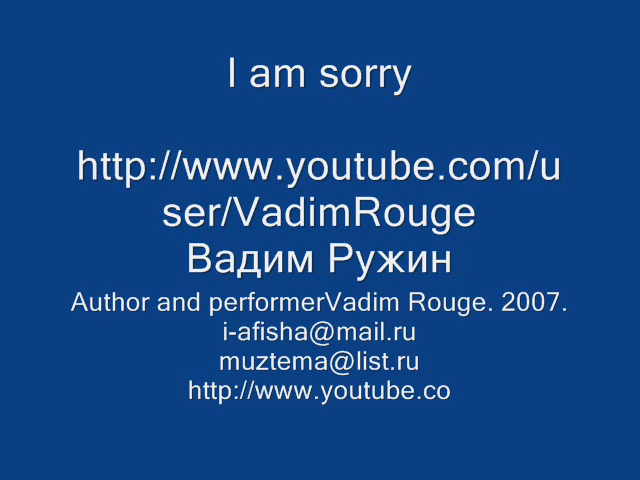 I am sorry
http://www.youtube.com/u
ser/VadimRouge
Вадим Ружин
Author and performerVadim Rouge. 2007.
i-afisha@mail.ru
muztema@list.ru
http://www.youtube.co